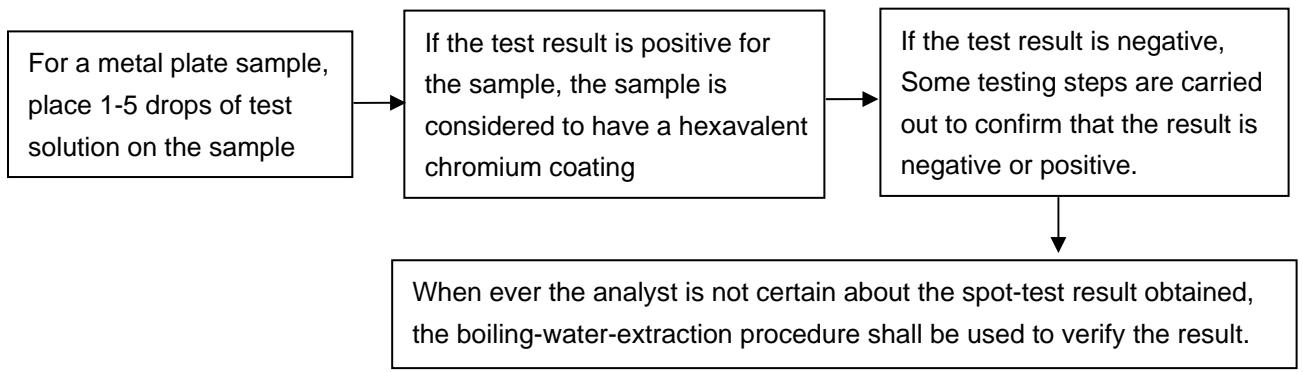 For a metal plate sample,
place 1-5 drops of test
solution on the sample
If the test result is positive for
the sample, the sample is
considered to have a hexavalent
chromium coating
If the test result is negative,
Some testing steps are carried
out to confirm that the result is
negative or positive.
When ever the analyst is not certain about the spot-test result obtained,
the boiling-water-extraction procedure shall be used to verify the result.